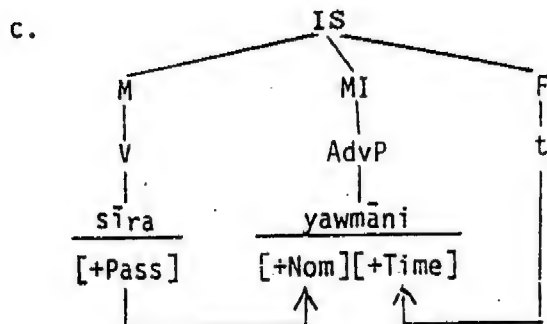 c.
IS
M MI F
V AdvP t
sīra yawmāni
[+Pass] [+Nom][+Time]